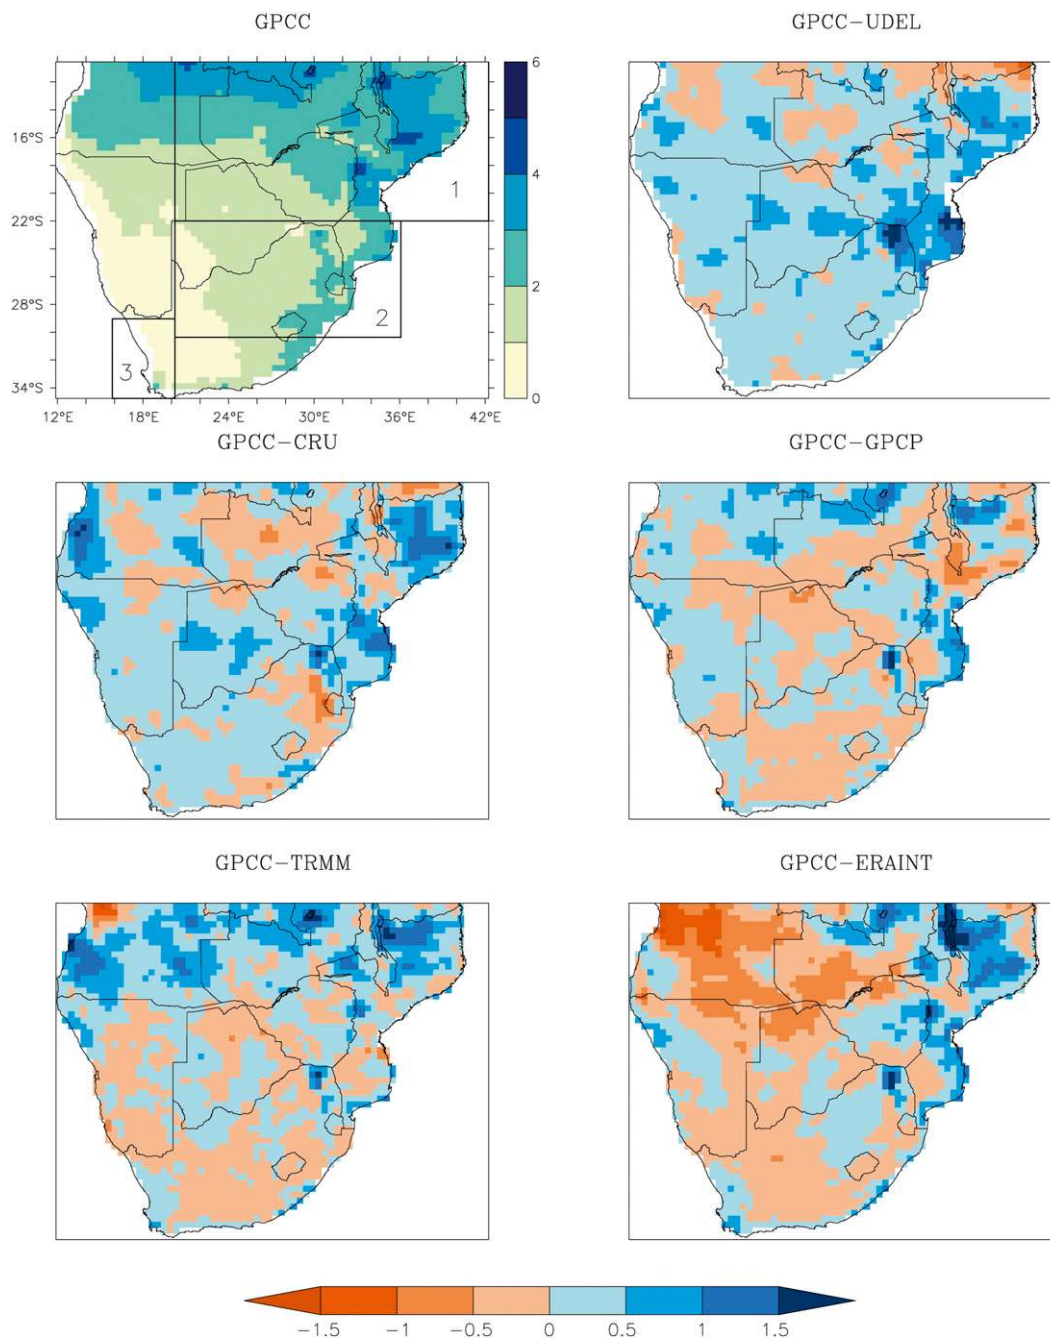 GPCC
GPCC−UDEL
6
4
2
0
16°S
22°S
28°S
34°S
1
2
3
12°E 18°E 24°E 30°E 36°E 42°E
GPCC−CRU
GPCC−GPCP
GPCC−TRMM
GPCC−ERAINT
−1.5 −1 −0.5 0 0.5 1 1.5